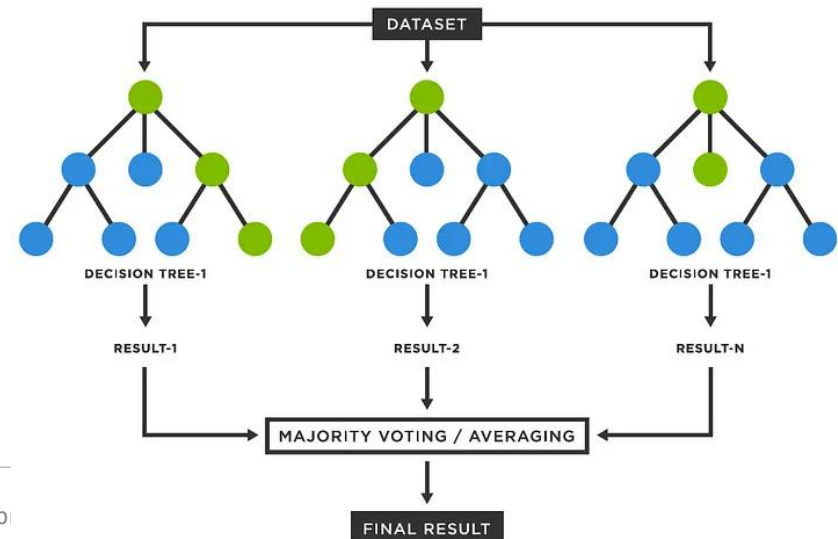 DATASET
DECISION TREE-1 DECISION TREE-1 DECISION TREE-1
RESULT-1 RESULT-2 RESULT-N
MAJORITY VOTING / AVERAGING
FINAL RESULT